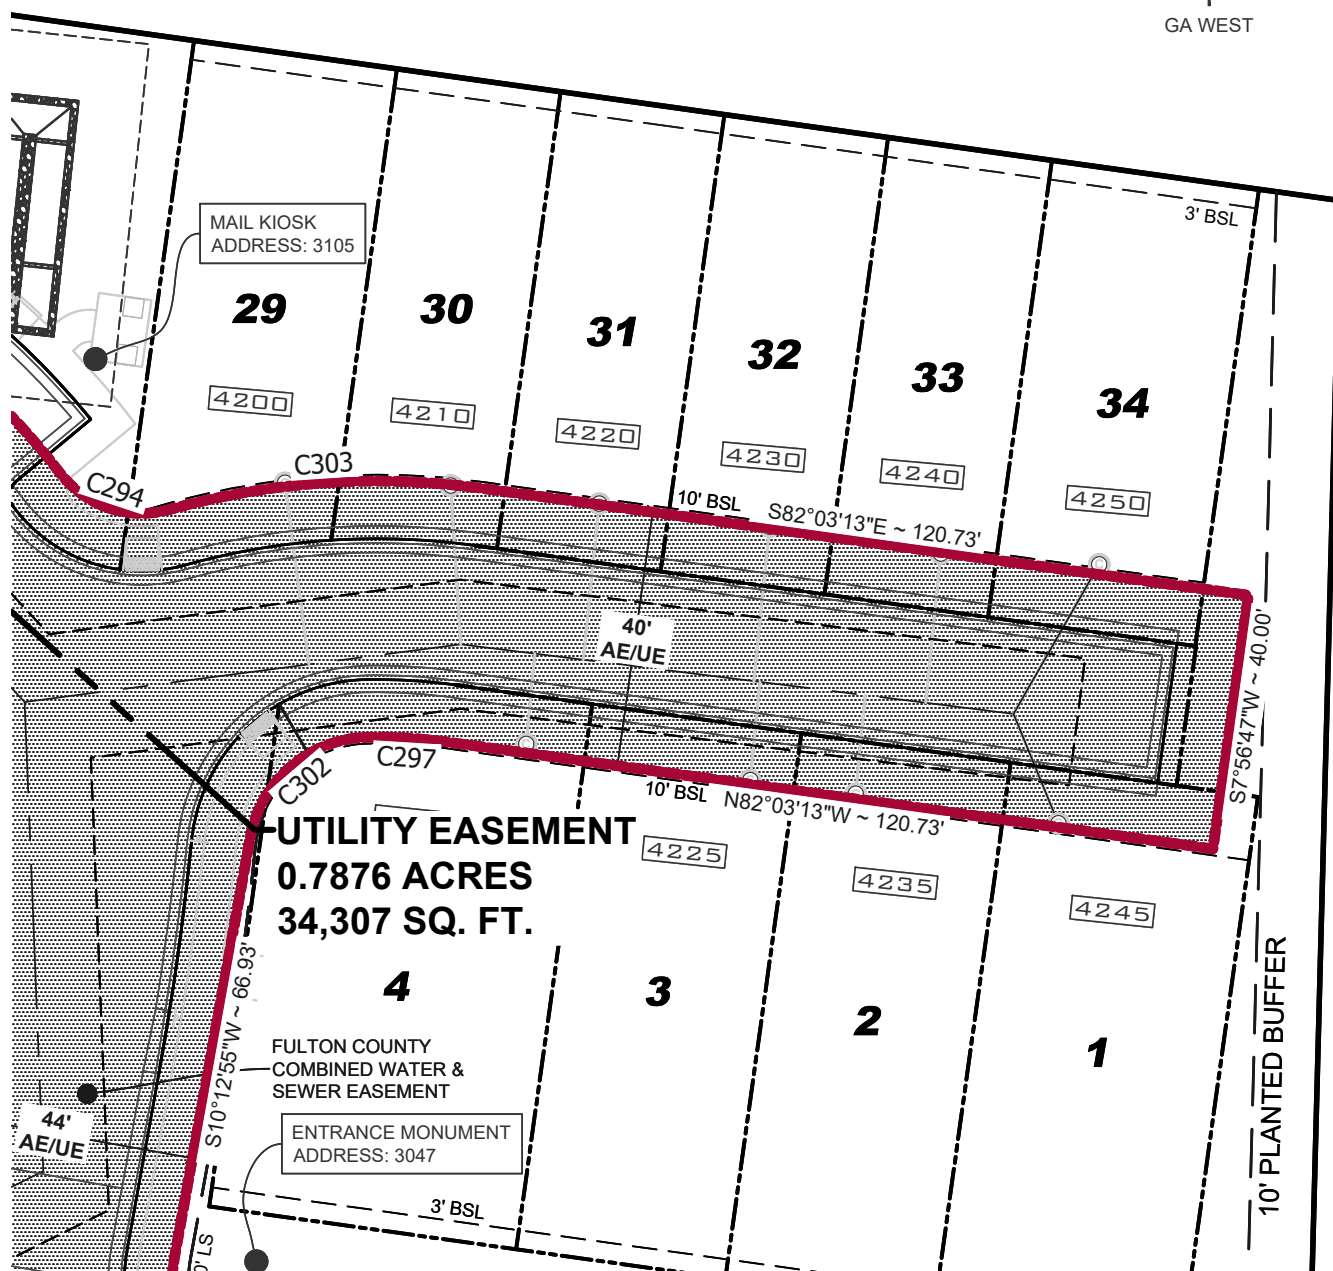 GA WEST
3' BSL
MAIL KIOSK
ADDRESS: 3105
29
30
31
32
33
34
4200
4210
4220
4230
4240
4250
C294
C303
10' BSL
S82°03'13"E ~ 120.73'
40'
AE/UE
S7°56'47"W ~ 40.00'
C302
C297
10' BSL
N82°03'13"W ~ 120.73'
UTILITY EASEMENT
0.7876 ACRES
34,307 SQ. FT.
4225
4235
4245
4
3
2
1
S10°12'55"W ~ 66.93'
FULTON COUNTY
COMBINED WATER &
SEWER EASEMENT
44'
AE/UE
ENTRANCE MONUMENT
ADDRESS: 3047
3' BSL
10' PLANTED BUFFER
LS